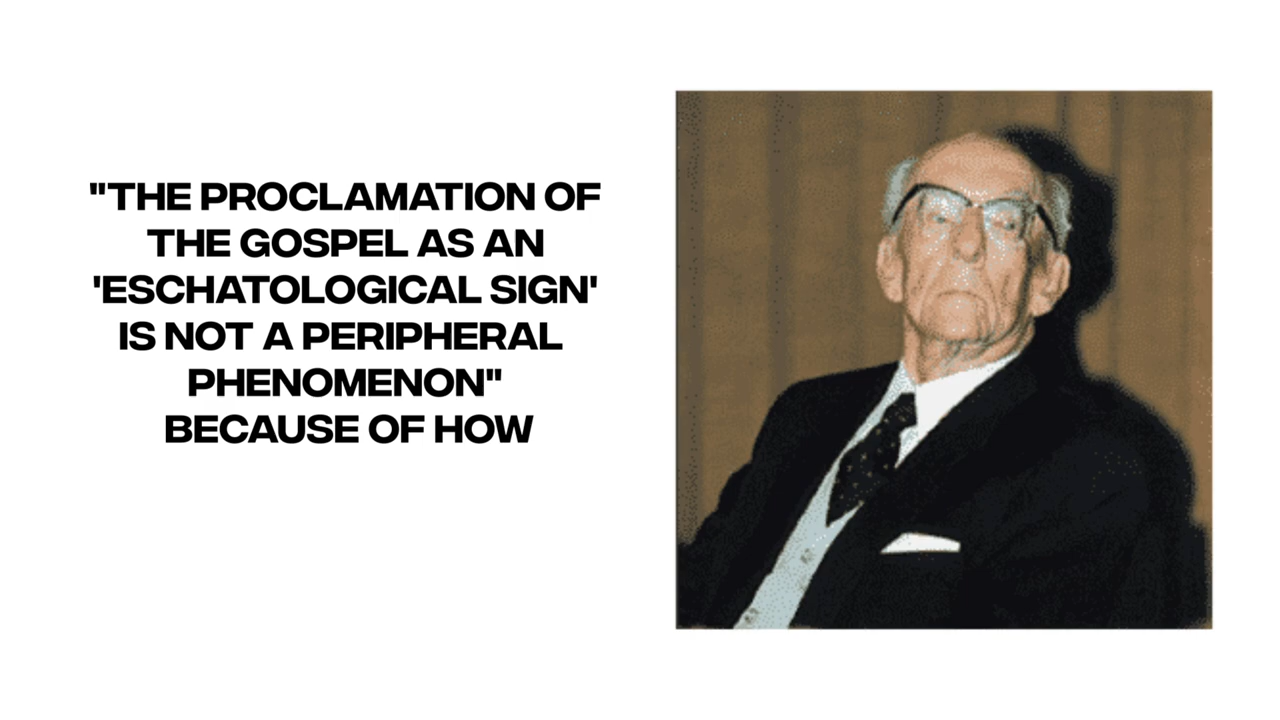 "THE PROCLAMATION OF
THE GOSPEL AS AN
'ESCHATOLOGICAL SIGN'
IS NOT A PERIPHERAL
PHENOMENON"
BECAUSE OF HOW